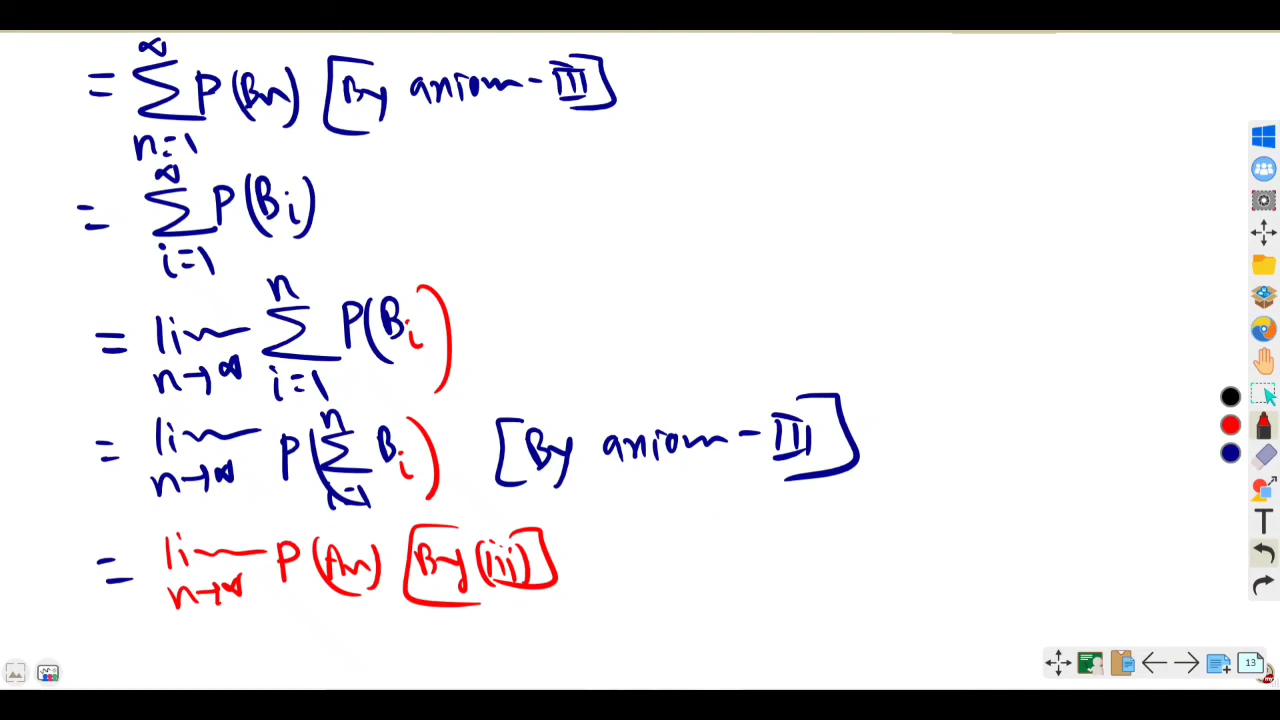 = ∑_{n=1}^{∞} P(Bn) [By axiom-III]
= ∑_{i=1}^{∞} P(Bi)
= lim_{n→∞} ∑_{i=1}^{n} P(Bi)
= lim_{n→∞} P(∑_{i=1}^{n} Bi) [By axiom-III]
= lim_{n→∞} P(An) [By (iii)]
T
13